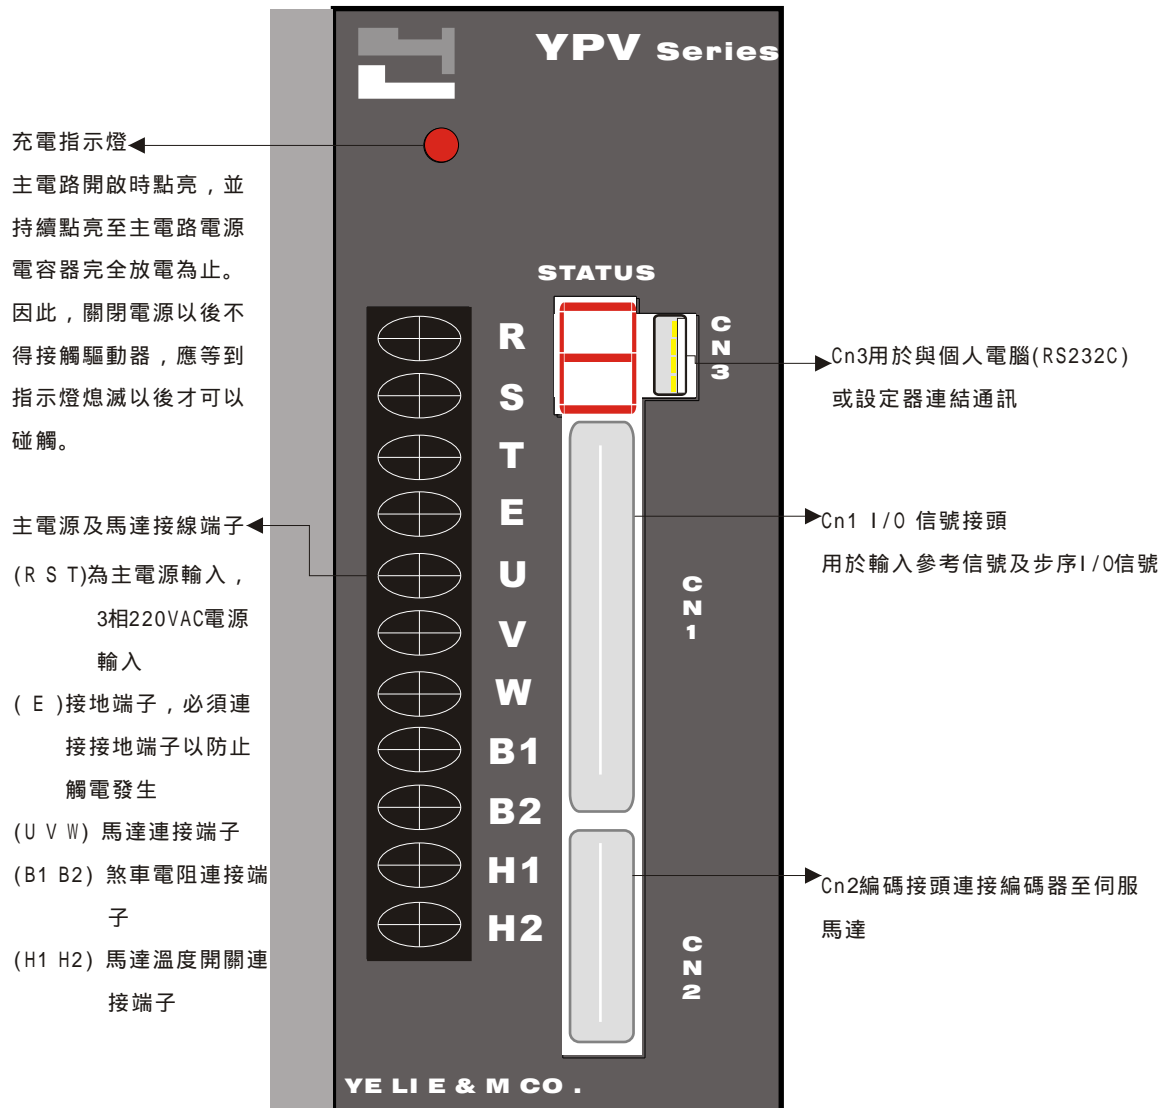 YPV Series
充電指示燈
主電路開啟時點亮，並
持續點亮至主電路電源
電容器完全放電為止。
因此，關閉電源以後不
得接觸驅動器，應等到
指示燈熄滅以後才可以
碰觸。
主電源及馬達接線端子
(R S T)為主電源輸入，
3相220VAC電源
輸入
( E )接地端子，必須連
接接地端子以防止
觸電發生
(U V W) 馬達連接端子
(B1 B2) 煞車電阻連接端
子
(H1 H2) 馬達溫度開關連
接端子
STATUS
R
S
T
E
U
V
W
B1
B2
H1
H2
CN3
CN1
CN2
Cn3用於與個人電腦(RS232C)
或設定器連結通訊
Cn1 I/O 信號接頭
用於輸入參考信號及步序I/O信號
Cn2編碼接頭連接編碼器至伺服
馬達
YE LI E & M CO .